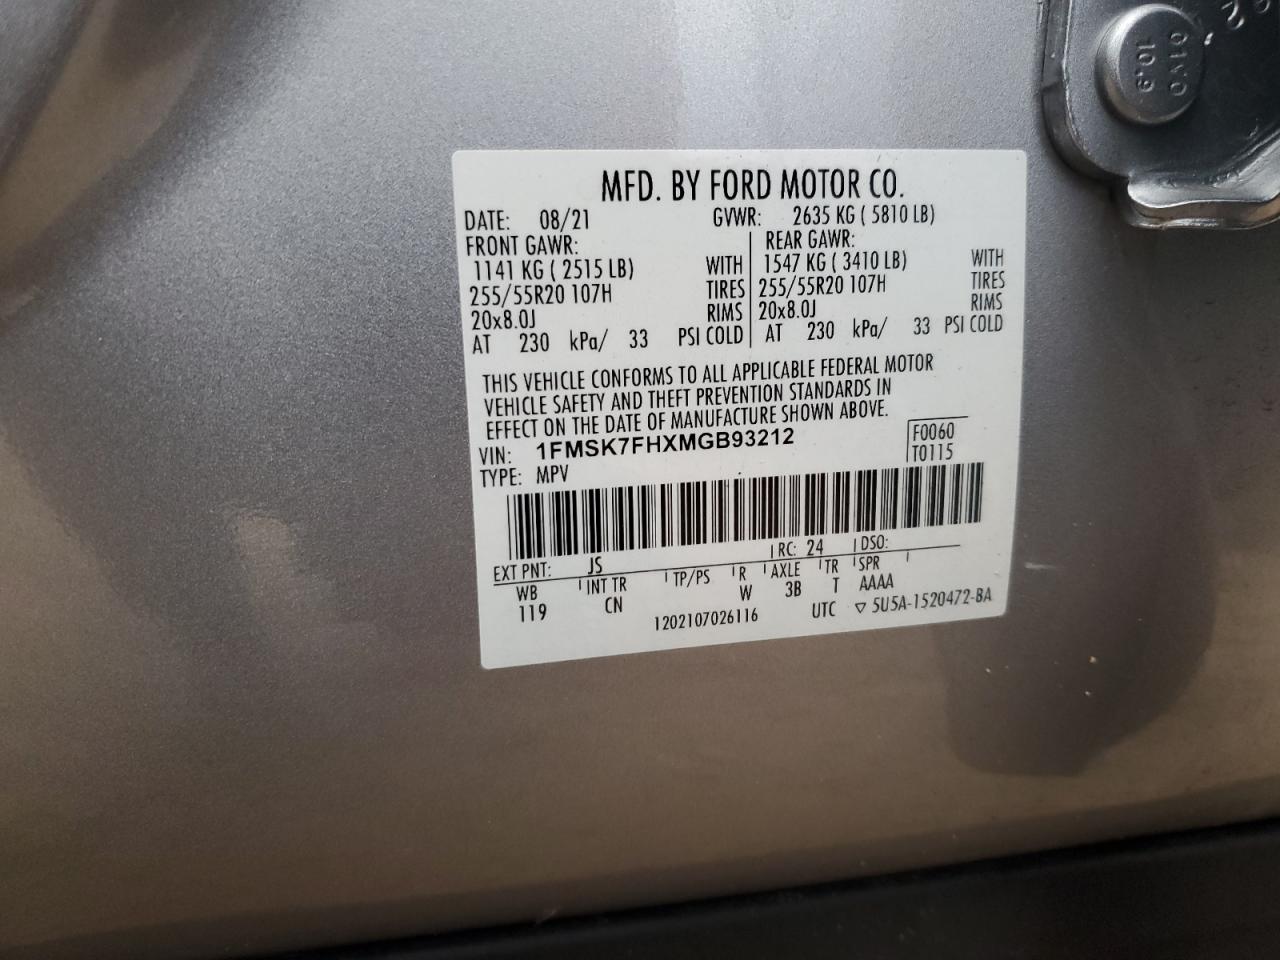 MFD. BY FORD MOTOR CO.
DATE: 08/21 GVWR: 2635 KG ( 5810 LB)
FRONT GAWR: REAR GAWR:
1141 KG ( 2515 LB) WITH 1547 KG ( 3410 LB) WITH
255/55R20 107H TIRES 255/55R20 107H TIRES
20x8.0J RIMS 20x8.0J RIMS
AT 230 kPa/ 33 PSI COLD AT 230 kPa/ 33 PSI COLD
THIS VEHICLE CONFORMS TO ALL APPLICABLE FEDERAL MOTOR
VEHICLE SAFETY AND THEFT PREVENTION STANDARDS IN
EFFECT ON THE DATE OF MANUFACTURE SHOWN ABOVE.
VIN: 1FMSK7FHXMGB93212 F0060
TYPE: MPV T0115
EXT PNT: JS RC: 24 DSO:
WB INT TR TP/PS R AXLE TR SPR
119 CN W 3B T AAAA
1202107026116 UTC ▽ 5U5A-1520472-BA
01Y0
10.9